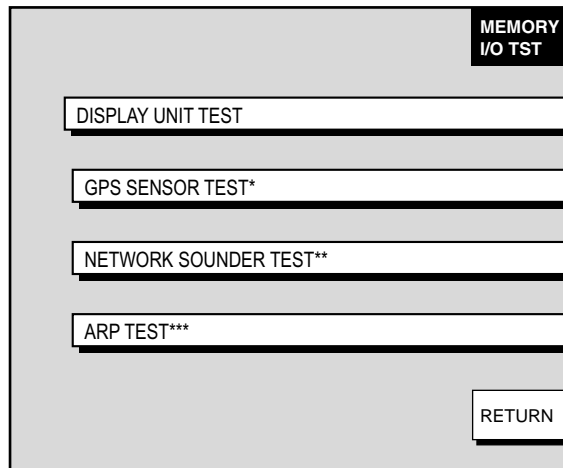 MEMORY
I/O TST
DISPLAY UNIT TEST
GPS SENSOR TEST*
NETWORK SOUNDER TEST**
ARP TEST***
RETURN